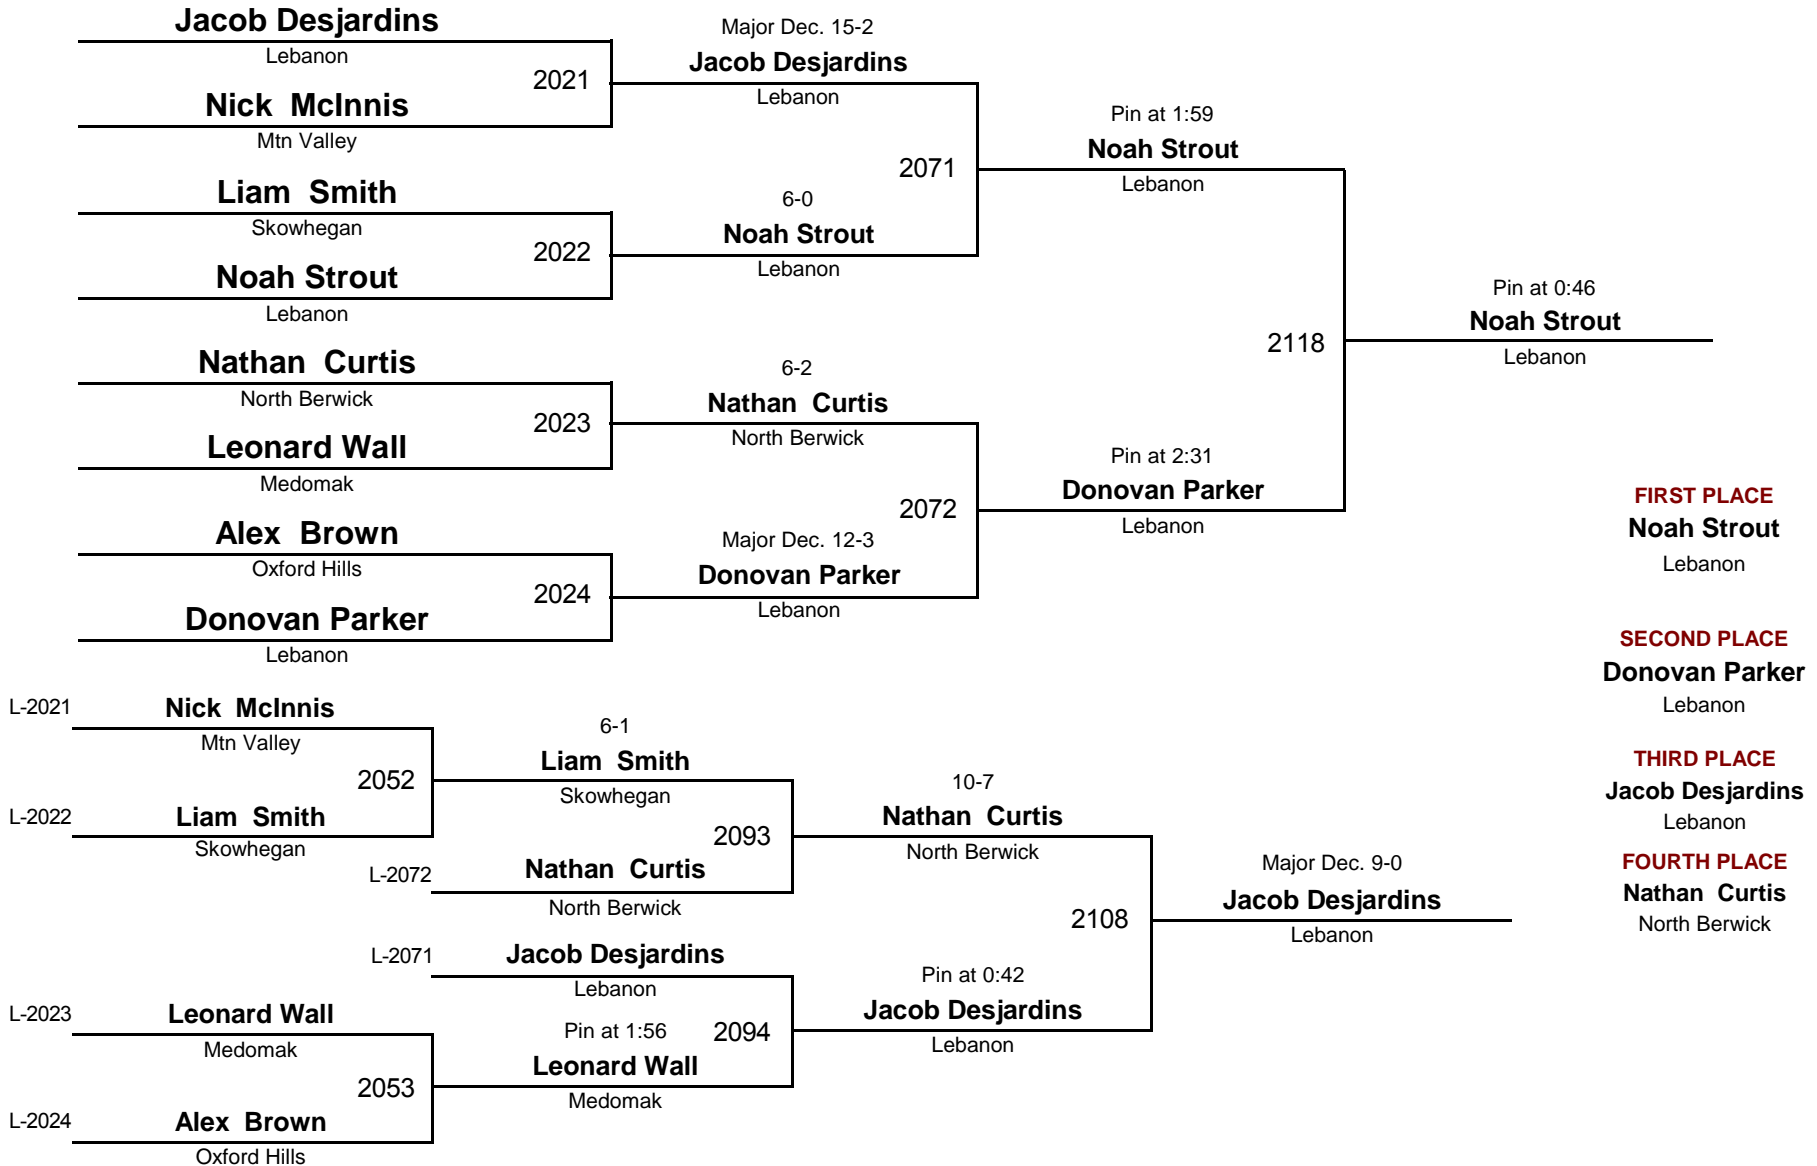 Jacob Desjardins
Lebanon
2021
Nick McInnis
Mtn Valley
Liam Smith
Skowhegan
2022
Noah Strout
Lebanon
Nathan Curtis
North Berwick
2023
Leonard Wall
Medomak
Alex Brown
Oxford Hills
2024
Donovan Parker
Lebanon
Major Dec. 15-2
Jacob Desjardins
Lebanon
2071
6-0
Noah Strout
Lebanon
6-2
Nathan Curtis
North Berwick
2072
Major Dec. 12-3
Donovan Parker
Lebanon
Pin at 1:59
Noah Strout
Lebanon
2118
Pin at 2:31
Donovan Parker
Lebanon
Pin at 0:46
Noah Strout
Lebanon
FIRST PLACE
Noah Strout
Lebanon
SECOND PLACE
Donovan Parker
Lebanon
THIRD PLACE
Jacob Desjardins
Lebanon
FOURTH PLACE
Nathan Curtis
North Berwick
L-2021
Nick McInnis
Mtn Valley
2052
L-2022
Liam Smith
Skowhegan
6-1
Liam Smith
Skowhegan
2093
L-2072
Nathan Curtis
North Berwick
L-2071
Jacob Desjardins
Lebanon
2094
L-2023
Leonard Wall
Medomak
2053
L-2024
Alex Brown
Oxford Hills
Pin at 1:56
Leonard Wall
Medomak
10-7
Nathan Curtis
North Berwick
2108
Pin at 0:42
Jacob Desjardins
Lebanon
Major Dec. 9-0
Jacob Desjardins
Lebanon